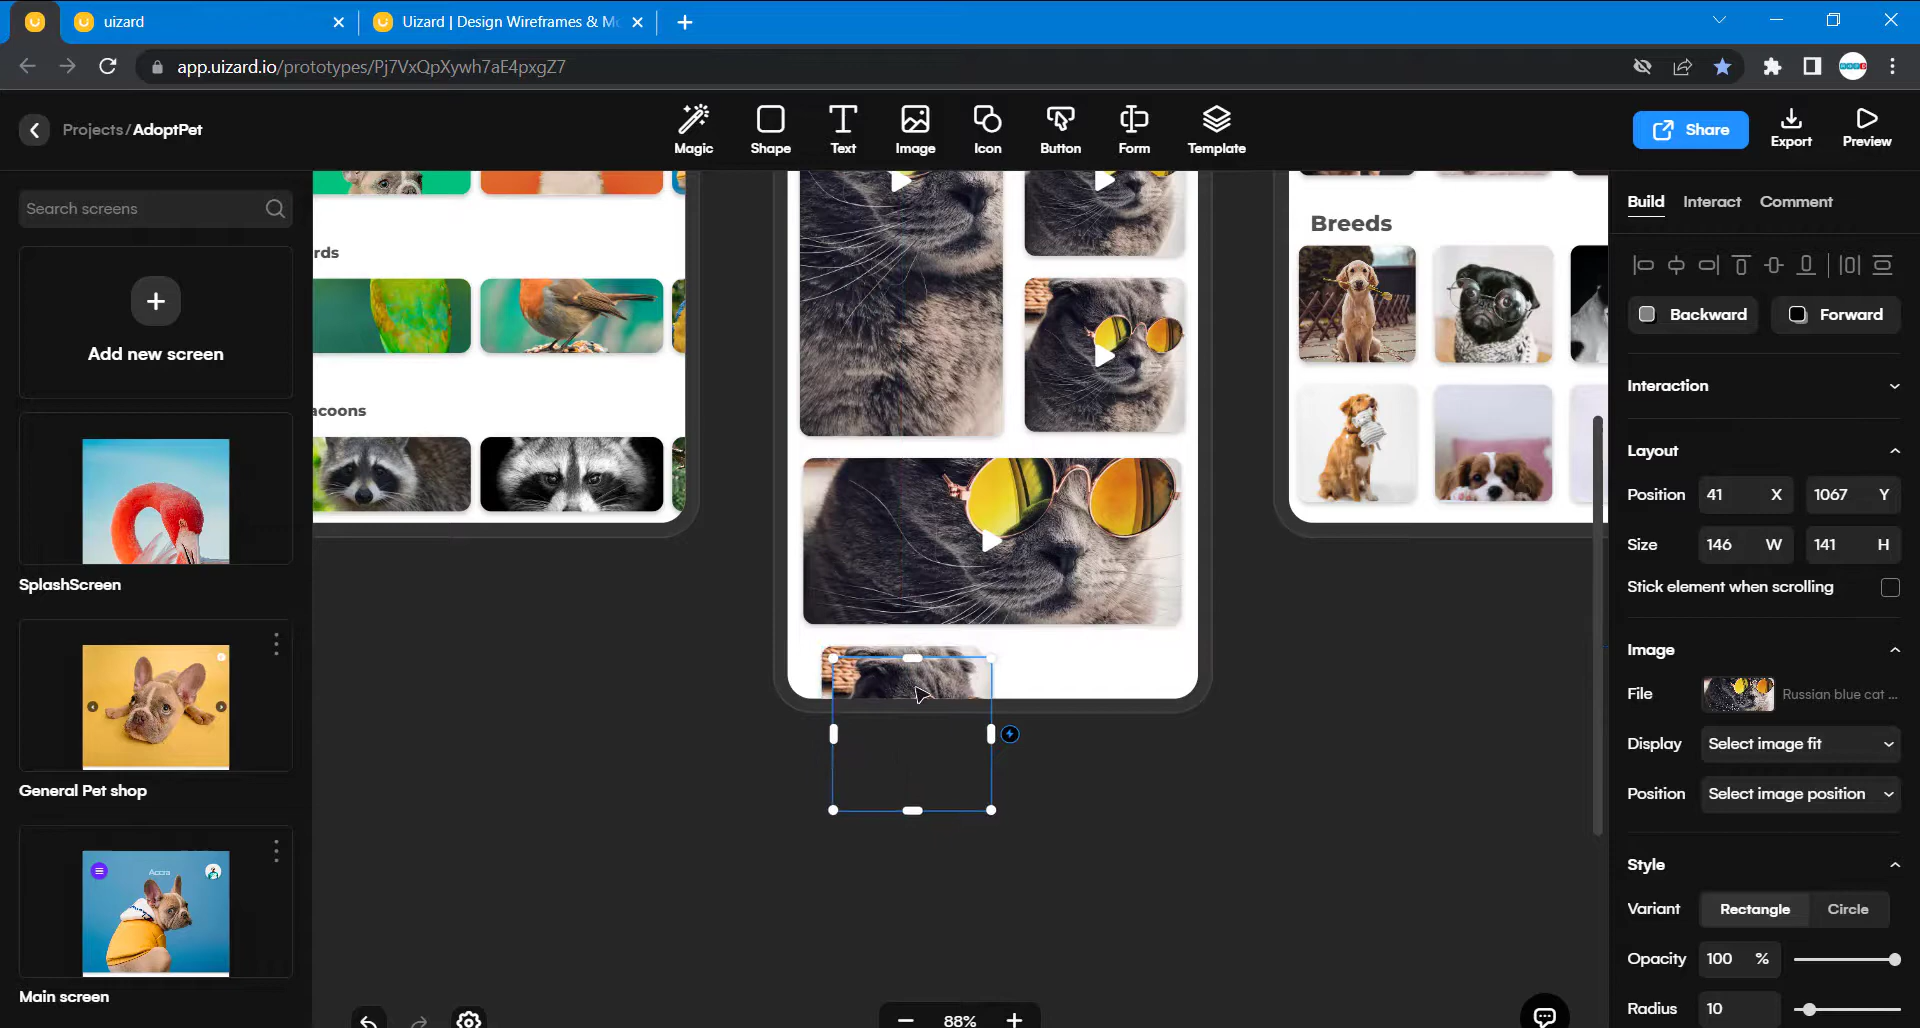 uizard
Uizard | Design Wireframes & Mo
app.uizard.io/prototypes/Pj7VxQpXywh7aE4pxgZ7
Projects/AdoptPet
Magic
Shape
Text
Image
Icon
Button
Form
Template
Share
Export
Preview
Search screens
Add new screen
SplashScreen
General Pet shop
Accra
Main screen
rds
acoons
Breeds
88%
Build
Interact
Comment
Backward
Forward
Interaction
Layout
Position 41 X 1067 Y
Size 146 W 141 H
Stick element when scrolling
Image
File Russian blue cat ...
Display Select image fit
Position Select image position
Style
Variant Rectangle Circle
Opacity 100 %
Radius 10